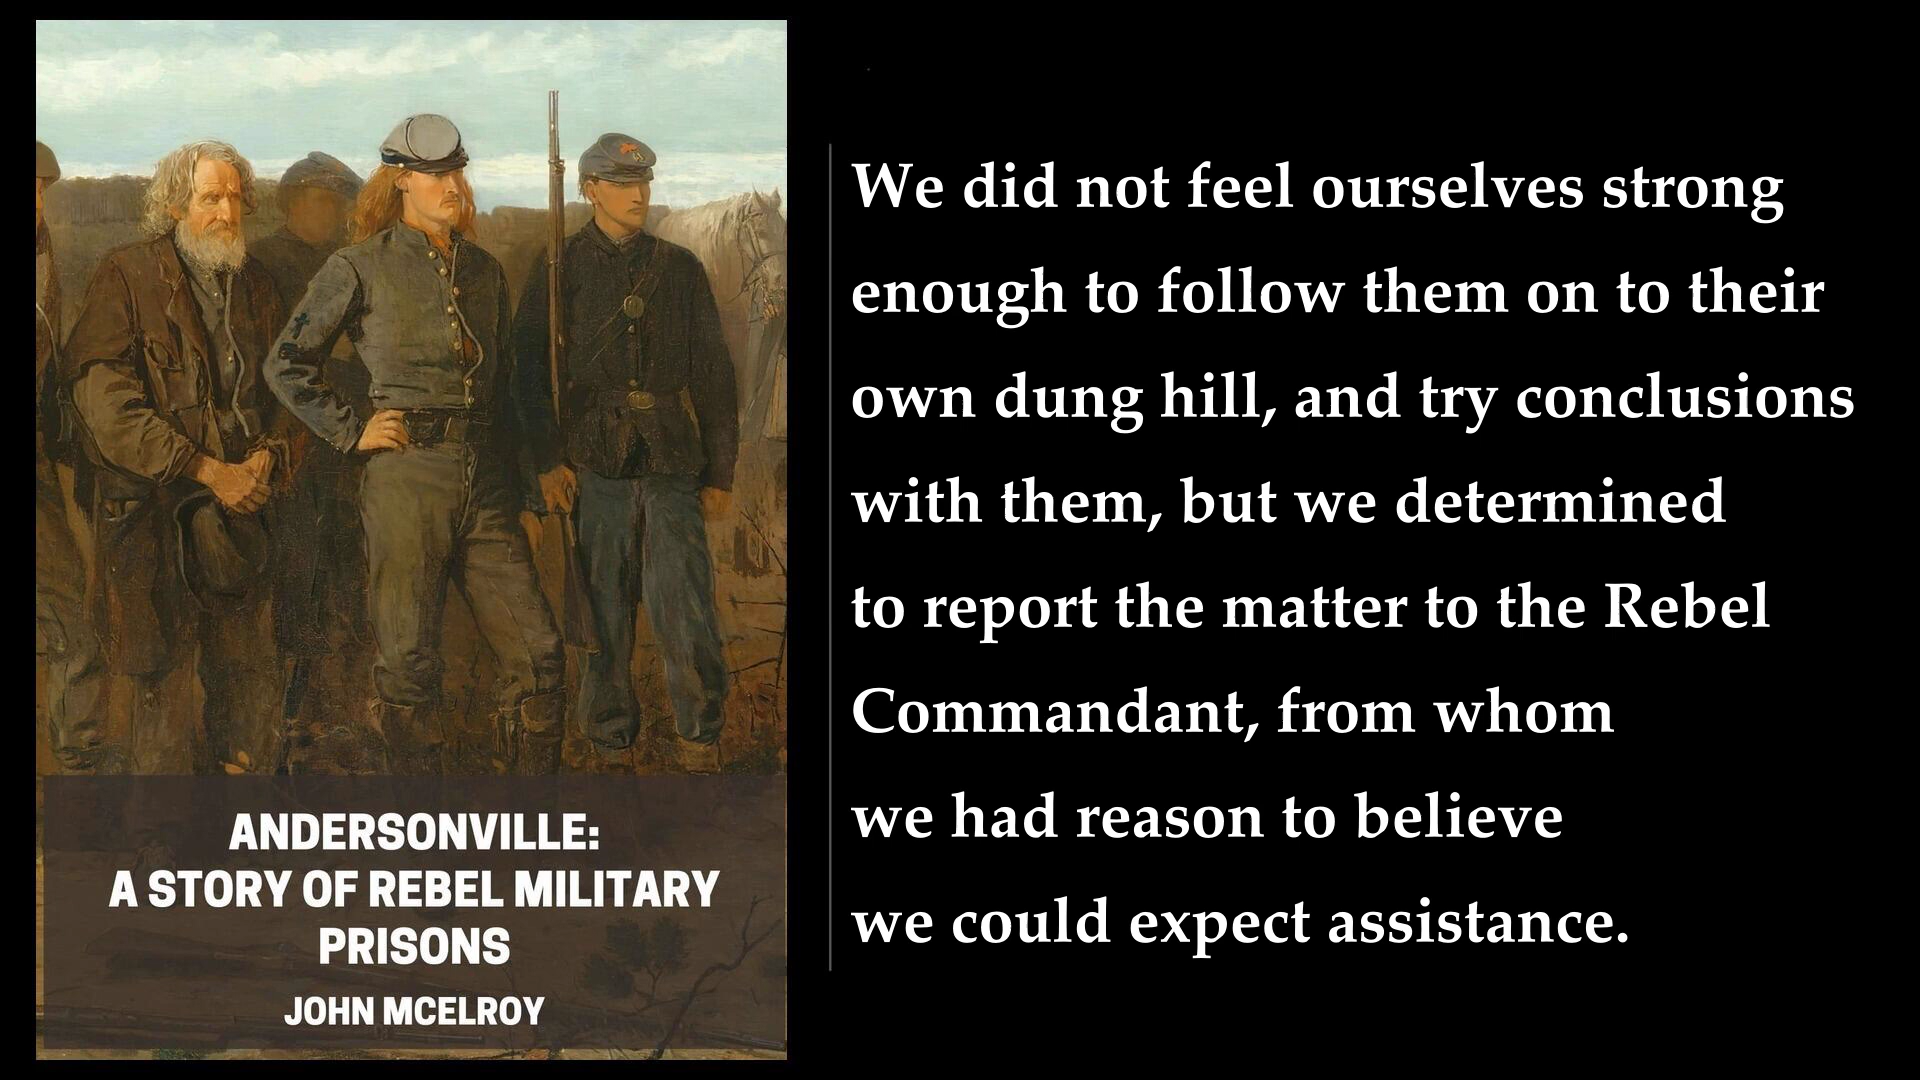 ANDERSONVILLE:
A STORY OF REBEL MILITARY
PRISONS
JOHN MCELROY
We did not feel ourselves strong
enough to follow them on to their
own dung hill, and try conclusions
with them, but we determined
to report the matter to the Rebel
Commandant, from whom
we had reason to believe
we could expect assistance.